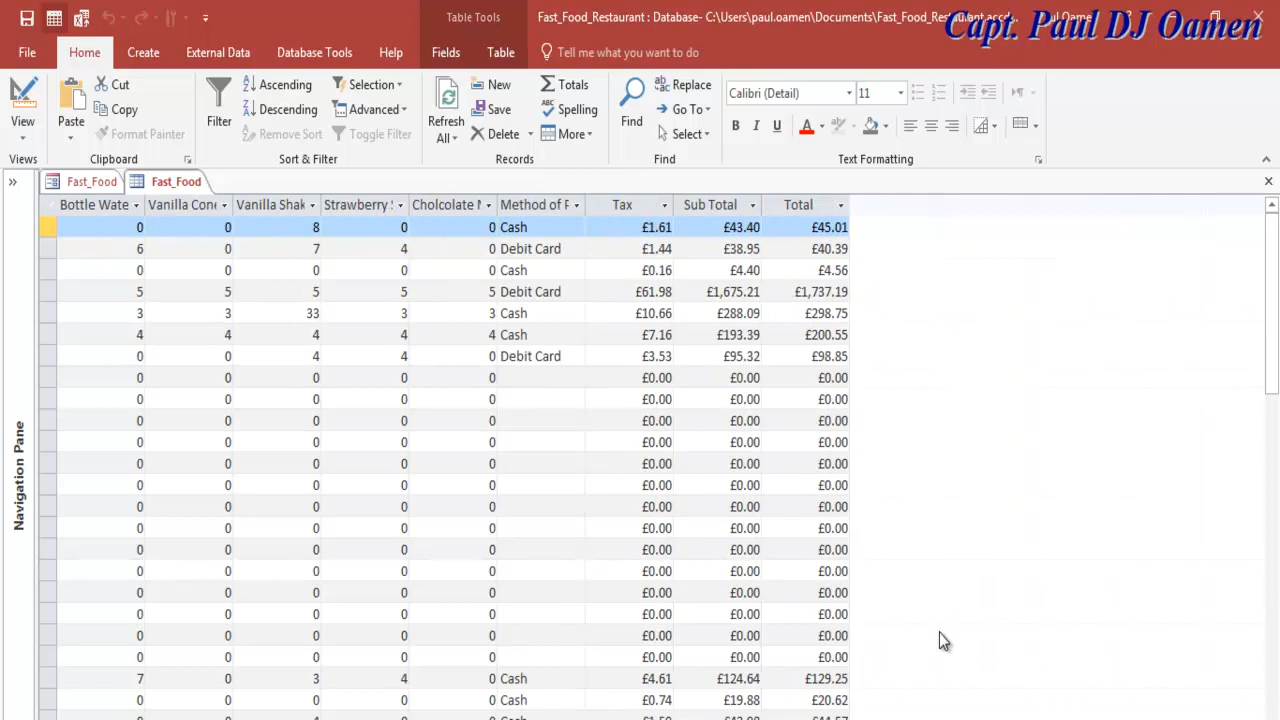 Table Tools
Fast_Food_Restaurant : Database- C:\Users\paul.oamen\Documents\Fast_Food_Restaurant.accd...
Capt. Paul DJ Oamen
File Home Create External Data Database Tools Help Fields Table Tell me what you want to do
View
Views
Paste
Cut
Copy
Format Painter
Clipboard
Filter
Ascending
Descending
Remove Sort
Selection
Advanced
Toggle Filter
Sort & Filter
Refresh All
New
Save
Delete
Totals
Spelling
More
Records
Find
Replace
Go To
Select
Find
Calibri (Detail) 11
B I U A
Text Formatting
Fast_Food Fast_Food
Navigation Pane
Bottle Wate Vanilla Cone Vanilla Shak Strawberry Cholcolate Method of P Tax Sub Total Total
0 0 8 0 0 Cash £1.61 £43.40 £45.01
6 0 7 4 0 Debit Card £1.44 £38.95 £40.39
0 0 0 0 0 Cash £0.16 £4.40 £4.56
5 5 5 5 5 Debit Card £61.98 £1,675.21 £1,737.19
3 3 33 3 3 Cash £10.66 £288.09 £298.75
4 4 4 4 4 Cash £7.16 £193.39 £200.55
0 0 4 4 0 Debit Card £3.53 £95.32 £98.85
0 0 0 0 0 £0.00 £0.00 £0.00
0 0 0 0 0 £0.00 £0.00 £0.00
0 0 0 0 0 £0.00 £0.00 £0.00
0 0 0 0 0 £0.00 £0.00 £0.00
0 0 0 0 0 £0.00 £0.00 £0.00
0 0 0 0 0 £0.00 £0.00 £0.00
0 0 0 0 0 £0.00 £0.00 £0.00
0 0 0 0 0 £0.00 £0.00 £0.00
0 0 0 0 0 £0.00 £0.00 £0.00
0 0 0 0 0 £0.00 £0.00 £0.00
0 0 0 0 0 £0.00 £0.00 £0.00
0 0 0 0 0 £0.00 £0.00 £0.00
0 0 0 0 0 £0.00 £0.00 £0.00
0 0 0 0 0 £0.00 £0.00 £0.00
7 0 3 4 0 Cash £4.61 £124.64 £129.25
0 0 0 0 0 Cash £0.74 £19.88 £20.62